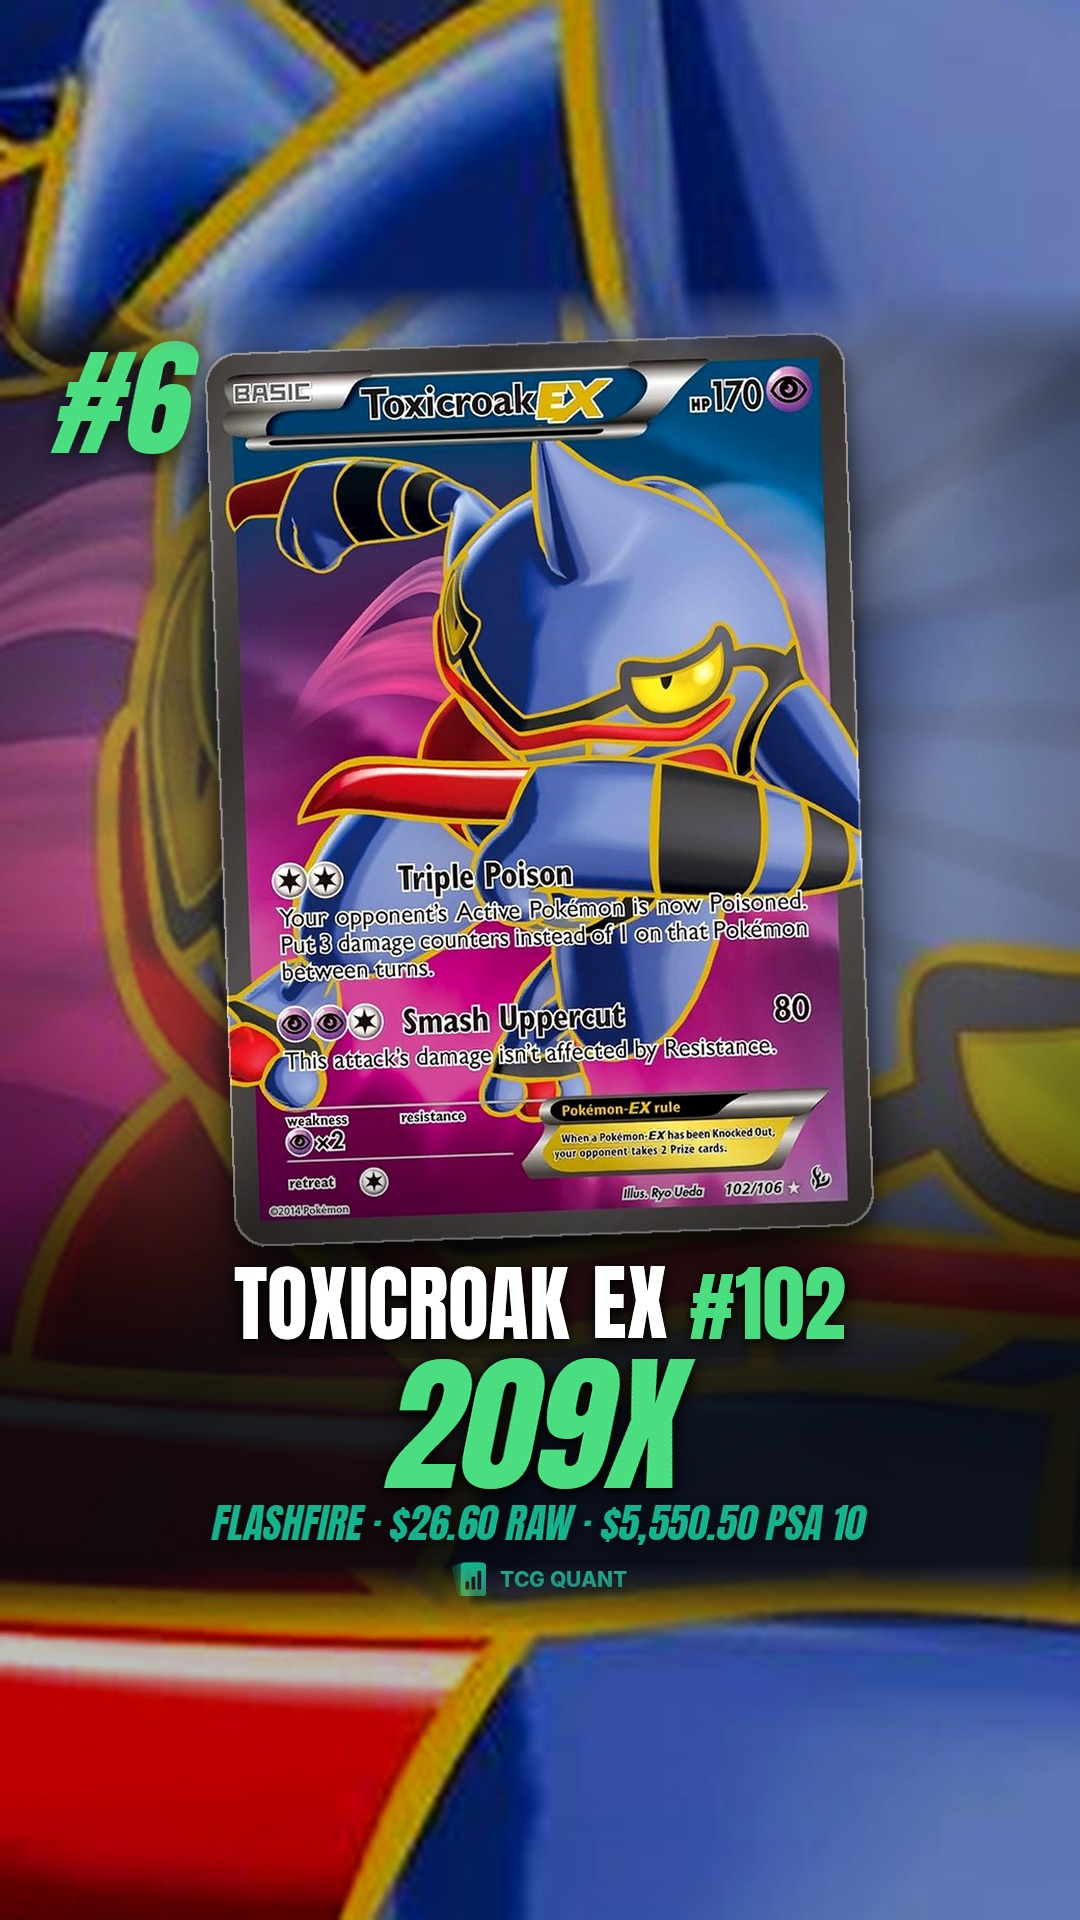 #6
BASIC ToxicroakEX HP170
Triple Poison
Your opponent's Active Pokémon is now Poisoned.
Put 3 damage counters instead of 1 on that Pokémon
between turns.
Smash Uppercut 80
This attack's damage isn't affected by Resistance.
weakness resistance
×2
retreat
Pokémon-EX rule
When a Pokémon-EX has been Knocked Out,
your opponent takes 2 Prize cards.
Illus. Ryo Ueda 102/106
©2014 Pokémon
TOXICROAK EX #102
209X
FLASHFIRE · $26.60 RAW · $5,550.50 PSA 10
TCG QUANT